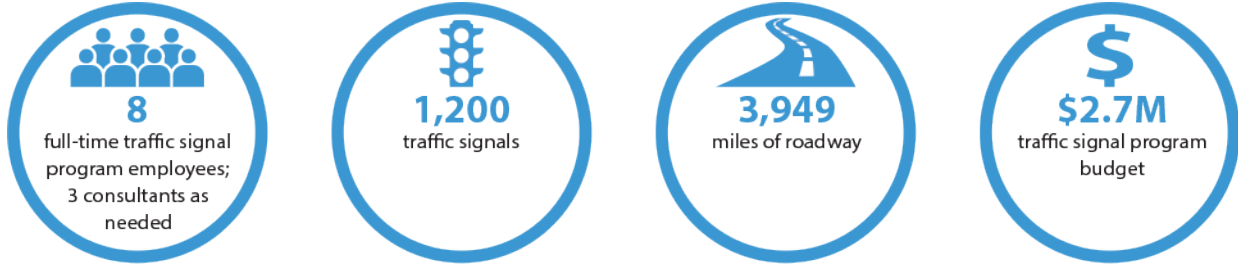 8
full-time traffic signal
program employees;
3 consultants as
needed
1,200
traffic signals
3,949
miles of roadway
$
$2.7M
traffic signal program
budget